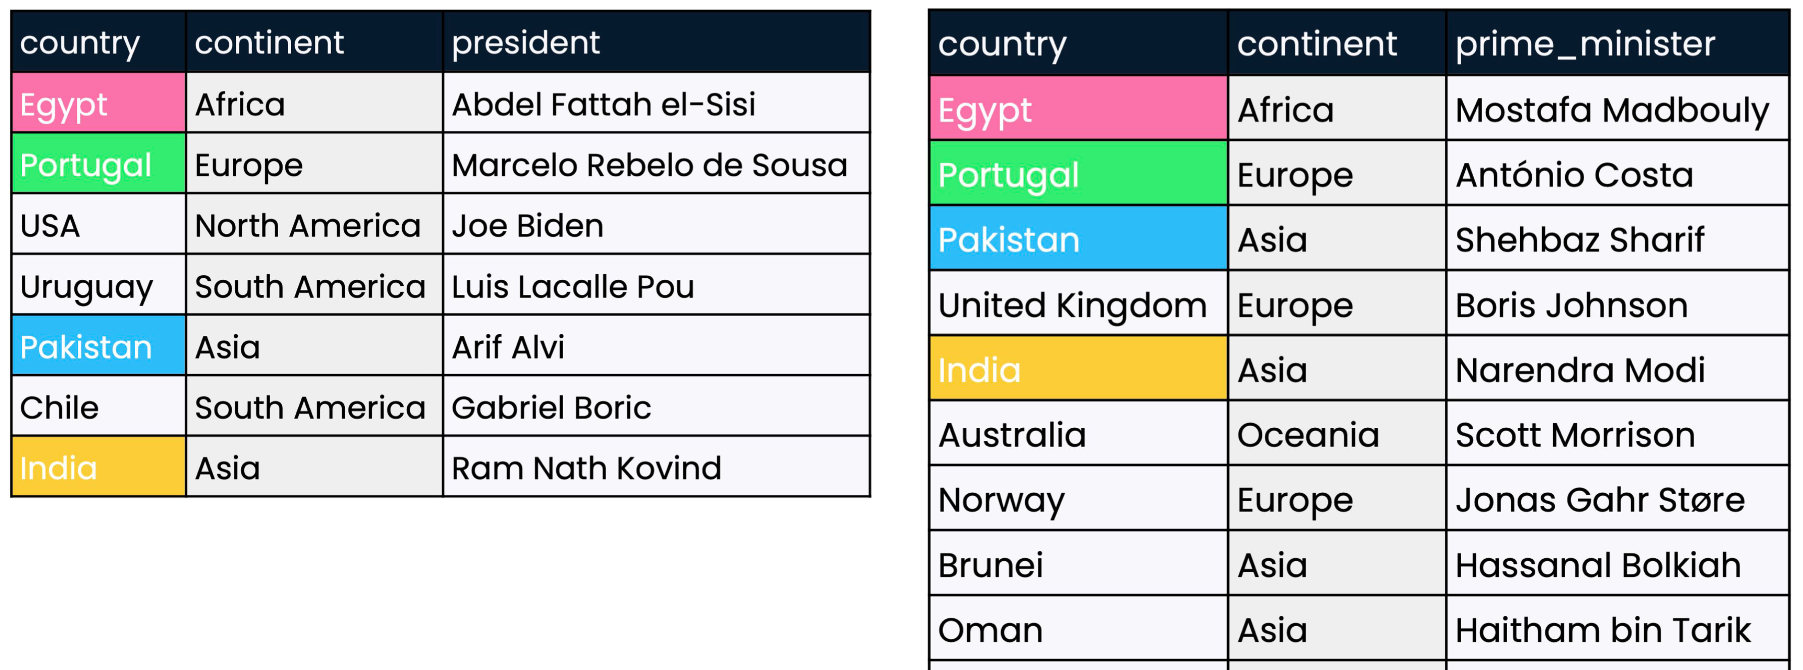 country continent president
Egypt Africa Abdel Fattah el-Sisi
Portugal Europe Marcelo Rebelo de Sousa
USA North America Joe Biden
Uruguay South America Luis Lacalle Pou
Pakistan Asia Arif Alvi
Chile South America Gabriel Boric
India Asia Ram Nath Kovind
country continent prime_minister
Egypt Africa Mostafa Madbouly
Portugal Europe António Costa
Pakistan Asia Shehbaz Sharif
United Kingdom Europe Boris Johnson
India Asia Narendra Modi
Australia Oceania Scott Morrison
Norway Europe Jonas Gahr Støre
Brunei Asia Hassanal Bolkiah
Oman Asia Haitham bin Tarik